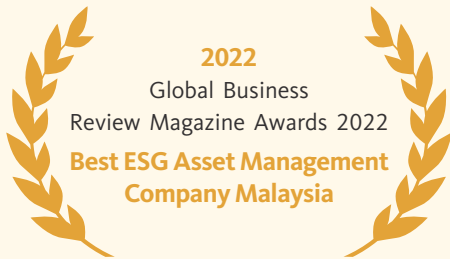 2022
Global Business
Review Magazine Awards 2022
Best ESG Asset Management
Company Malaysia